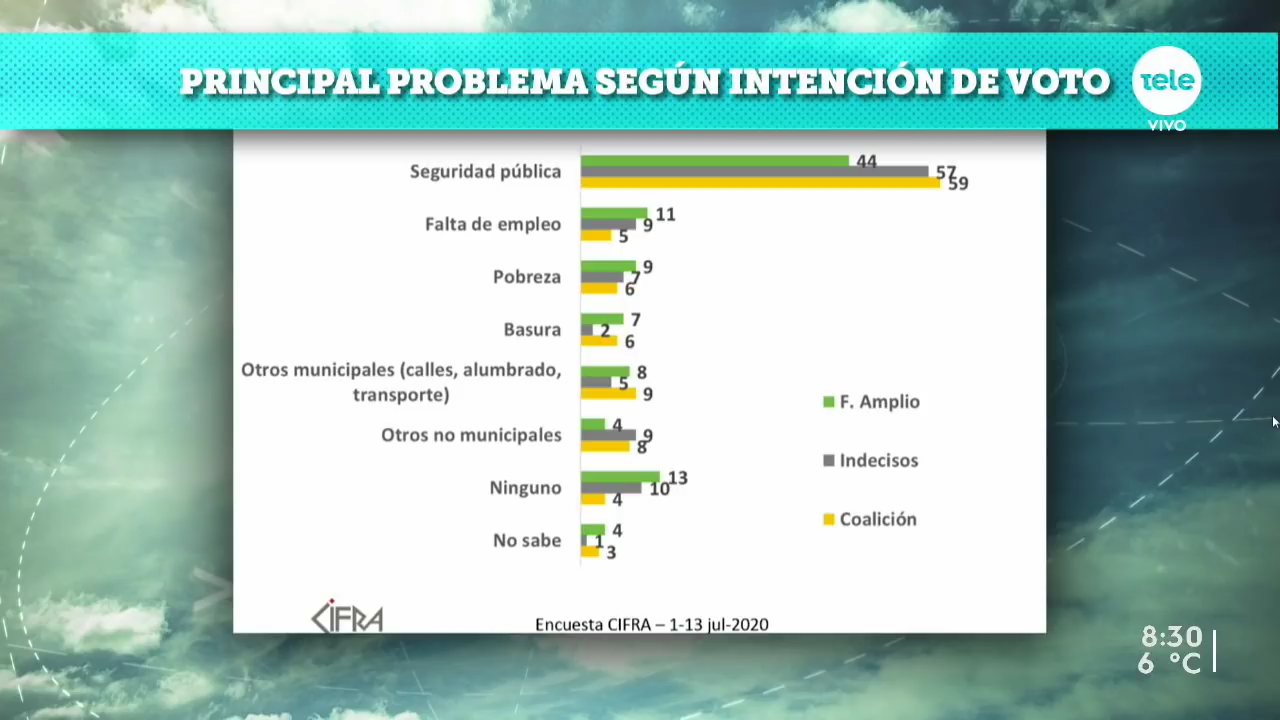 PRINCIPAL PROBLEMA SEGÚN INTENCIÓN DE VOTO
tele
VIVO
Seguridad pública
44
57
59
Falta de empleo
11
9
5
Pobreza
9
7
6
Basura
7
2
6
Otros municipales (calles, alumbrado,
transporte)
8
5
9
Otros no municipales
4
9
8
Ninguno
13
10
4
No sabe
4
1
3
F. Amplio
Indecisos
Coalición
CIFRA
Encuesta CIFRA – 1-13 jul-2020
8:30
6 °C